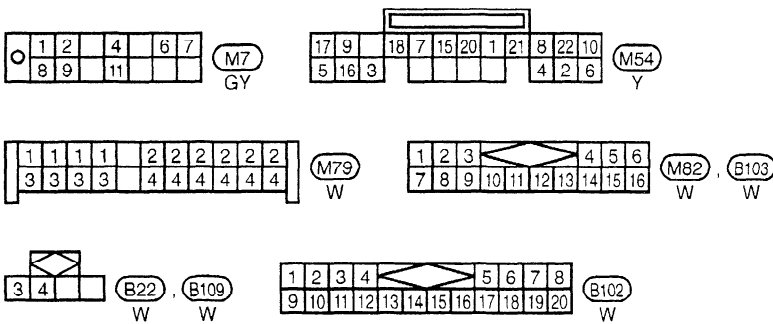 1 2 4 6 7
8 9 11
M7
GY
17 9 18 7 15 20 1 21 8 22 10
5 16 3 4 2 6
M54
Y
1 1 1 1 2 2 2 2 2 2
3 3 3 3 4 4 4 4 4 4
M79
W
1 2 3 4 5 6
7 8 9 10 11 12 13 14 15 16
M82 , B103
W W
3 4
B22 , B109
W W
1 2 3 4 5 6 7 8
9 10 11 12 13 14 15 16 17 18 19 20
B102
W